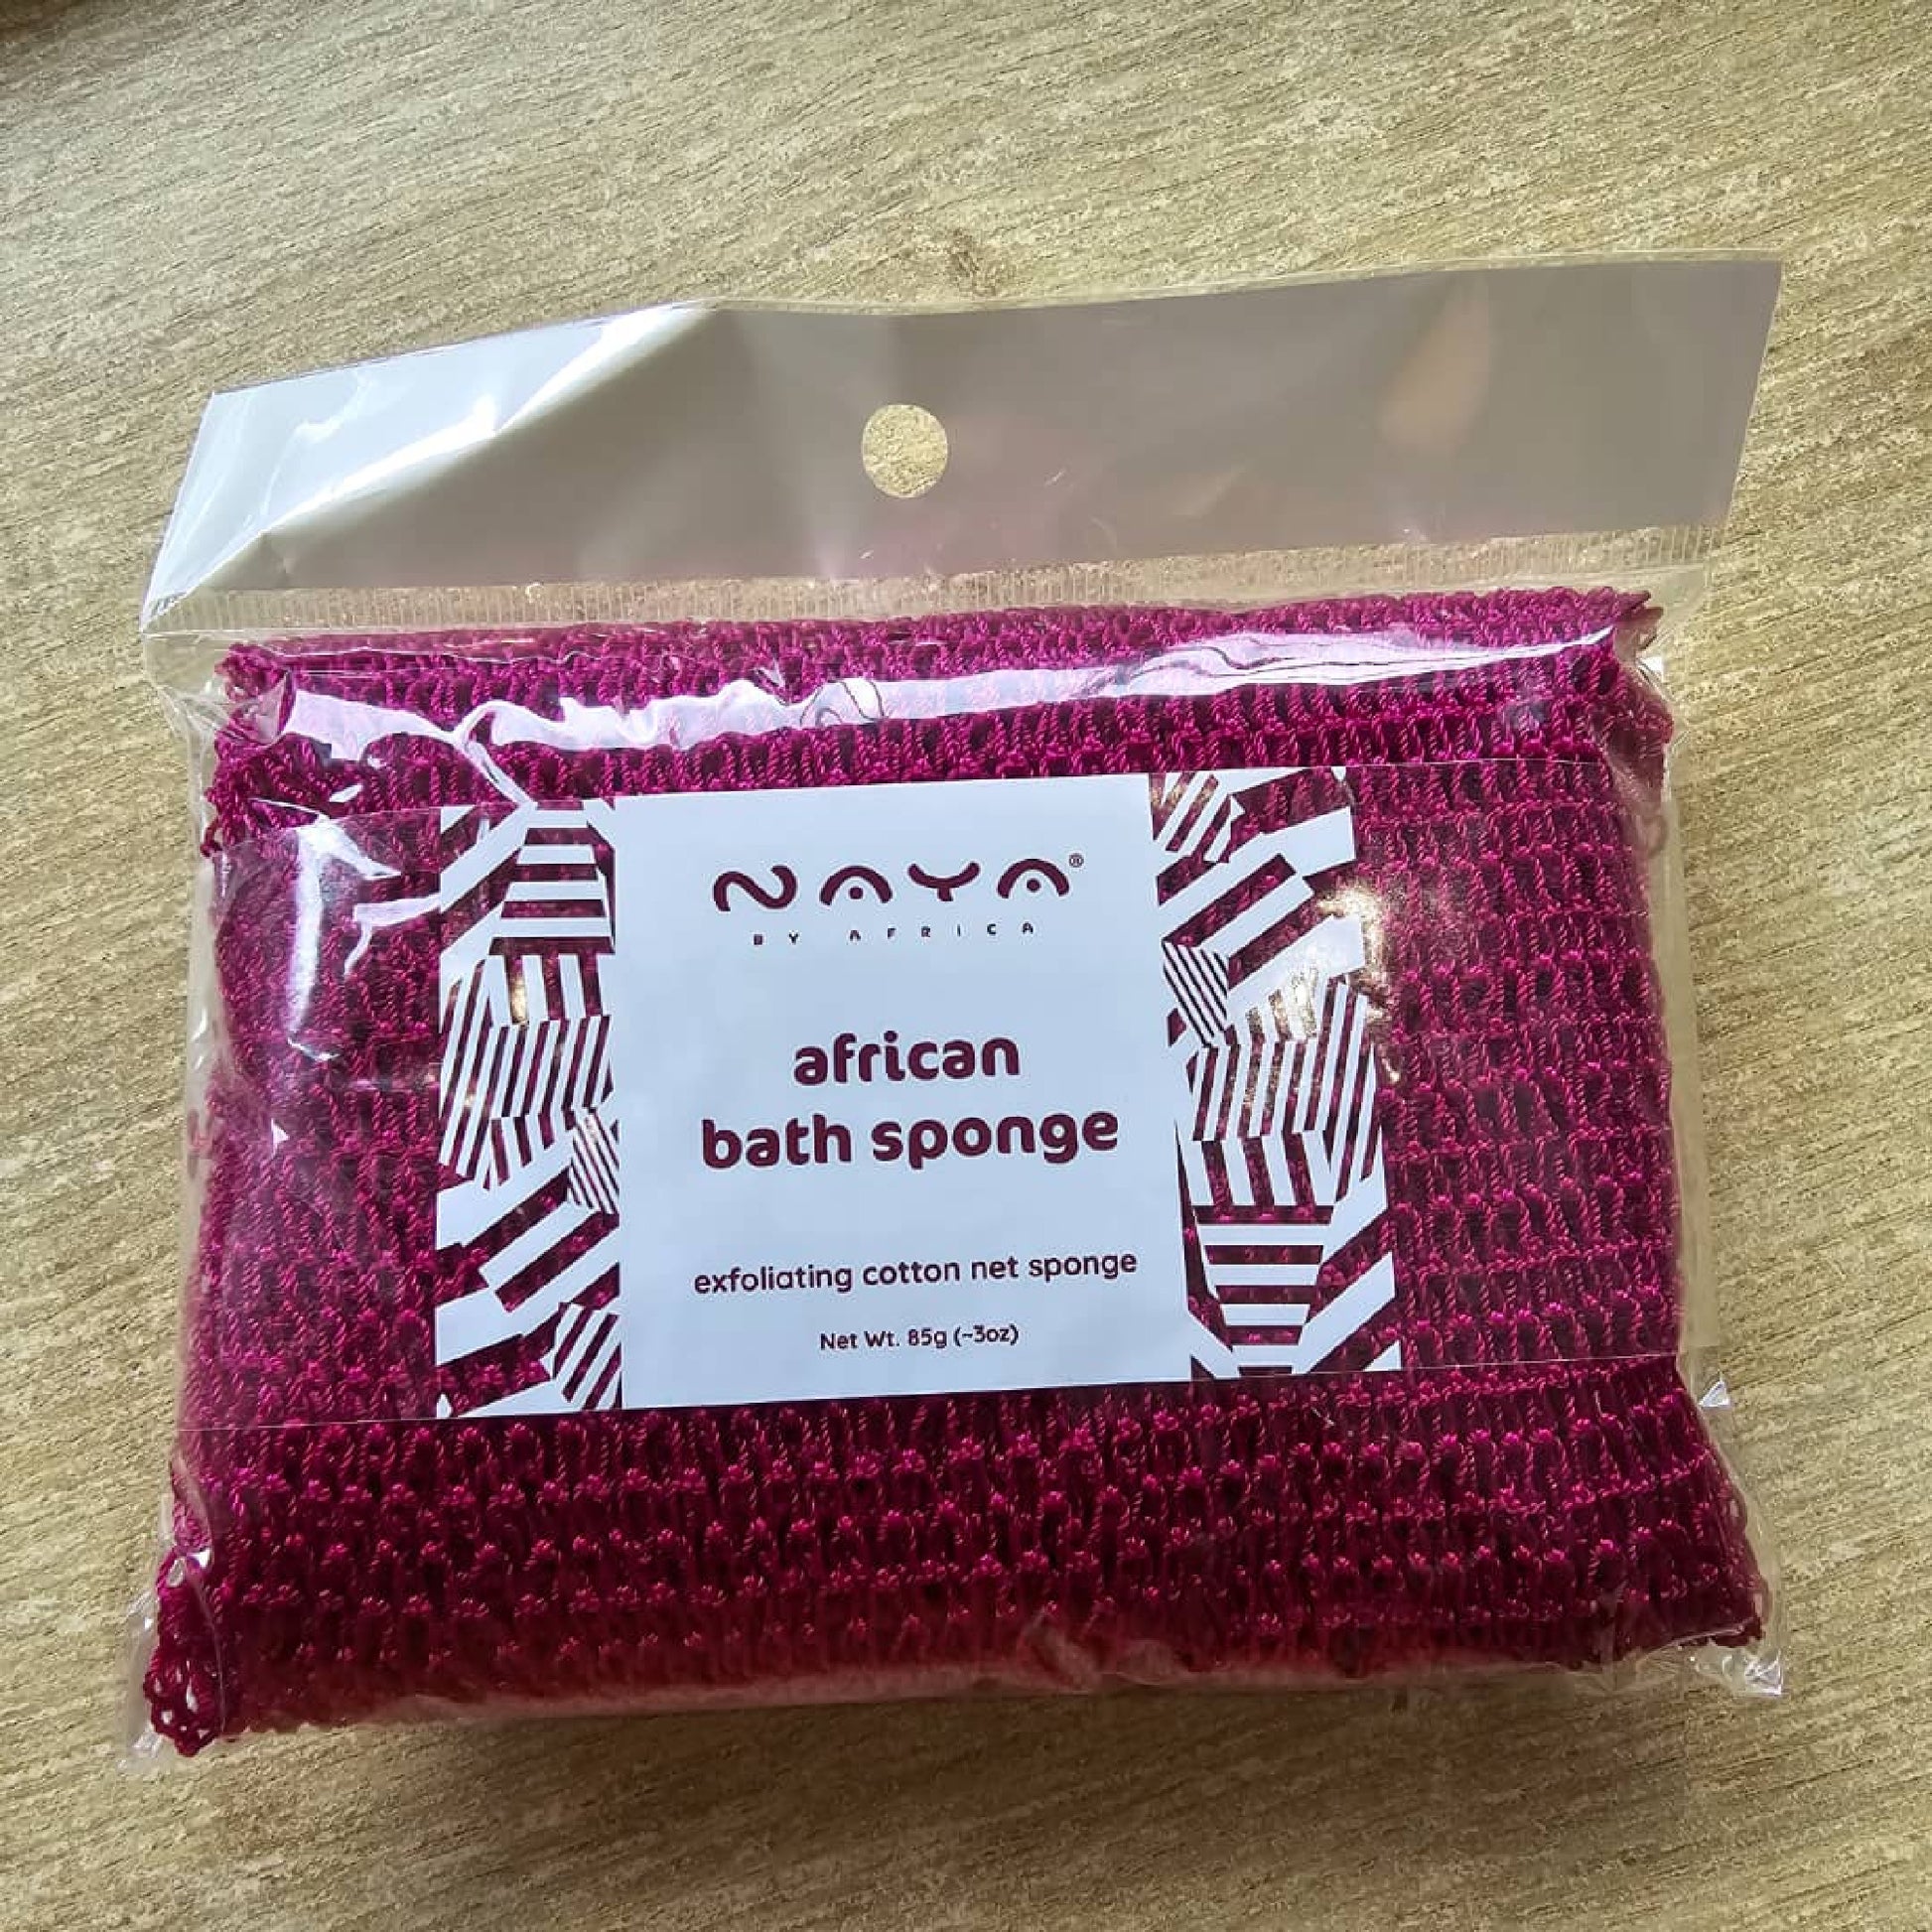 NAYA®
BY AFRICA
african
bath sponge
exfoliating cotton net sponge
Net Wt. 85g (~3oz)